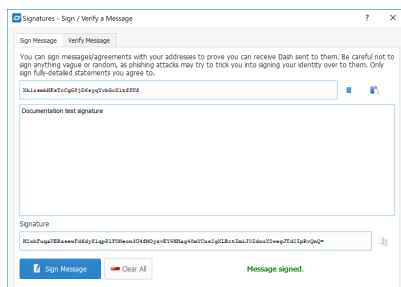 Signatures - Sign / Verify a Message
Sign Message Verify Message
You can sign messages/agreements with your addresses to prove you can receive Dash sent to them. Be careful not to
sign anything vague or random, as phishing attacks may try to trick you into signing your identity over to them. Only
sign fully-detailed statements you agree to.
Documentation test signature
Signature
Sign Message Clear All Message signed.